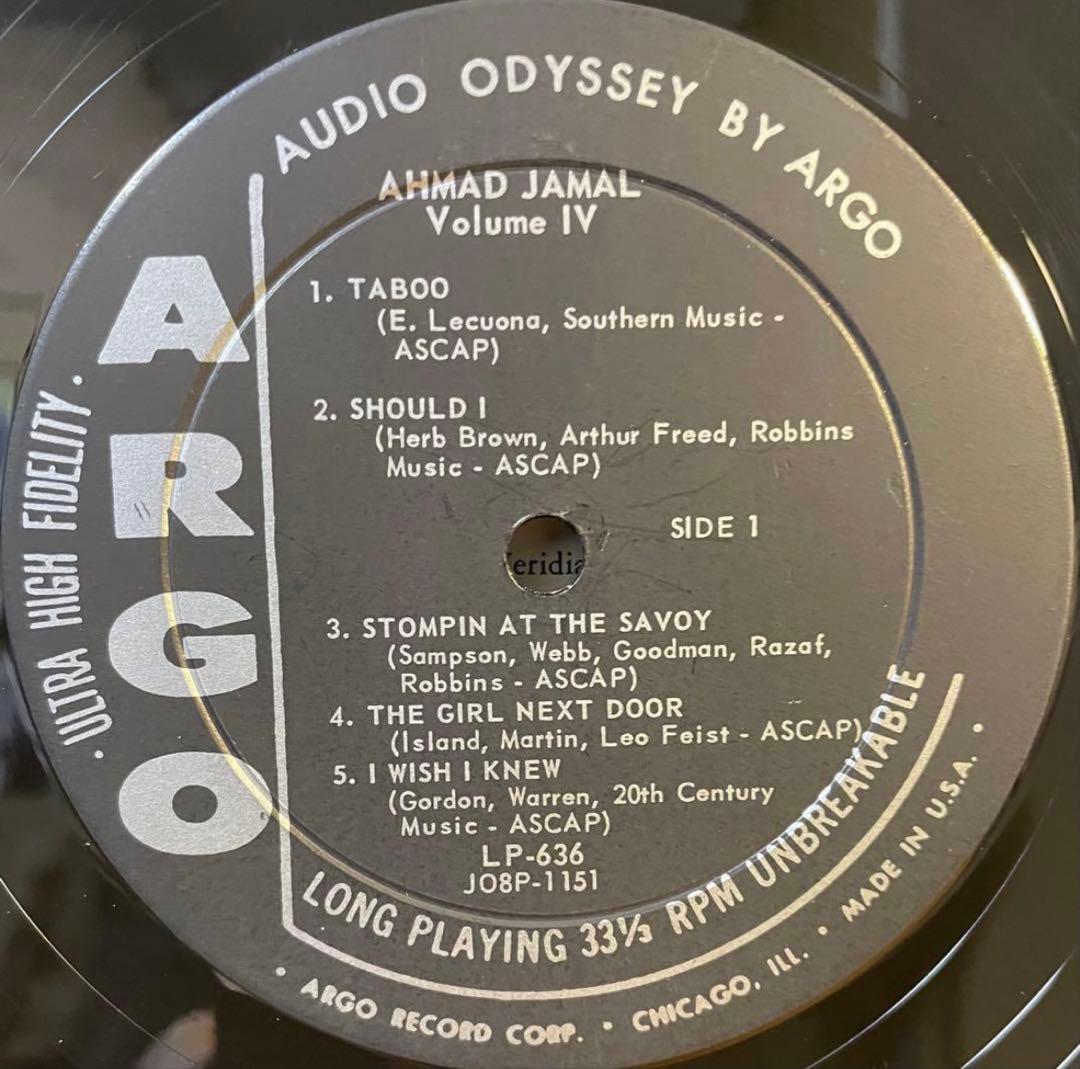 AUDIO ODYSSEY BY ARGO
AHMAD JAMAL
Volume IV
1. TABOO
(E. Lecuona, Southern Music -
ASCAP)
2. SHOULD I
(Herb Brown, Arthur Freed, Robbins
Music - ASCAP)
SIDE 1
3. STOMPIN AT THE SAVOY
(Sampson, Webb, Goodman, Razaf,
Robbins - ASCAP)
4. THE GIRL NEXT DOOR
(Island, Martin, Leo Feist - ASCAP)
5. I WISH I KNEW
(Gordon, Warren, 20th Century
Music - ASCAP)
LP-636
JO8P-1151
LONG PLAYING 33⅓ RPM UNBREAKABLE
• ARGO RECORD CORP. • CHICAGO, ILL. • MADE IN U.S.A. •
ARGO
• ULTRA HIGH FIDELITY •